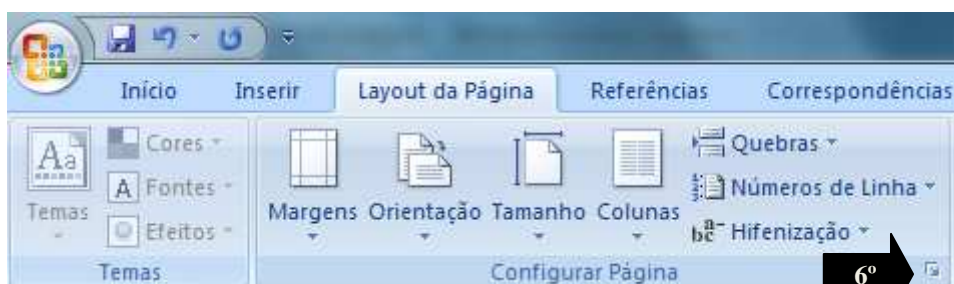 Início Inserir Layout da Página Referências Correspondências
Aa
Temas
Cores
A Fontes
Efeitos
Temas
Margens Orientação Tamanho Colunas
Quebras
Números de Linha
Hifenização
Configurar Página
6º